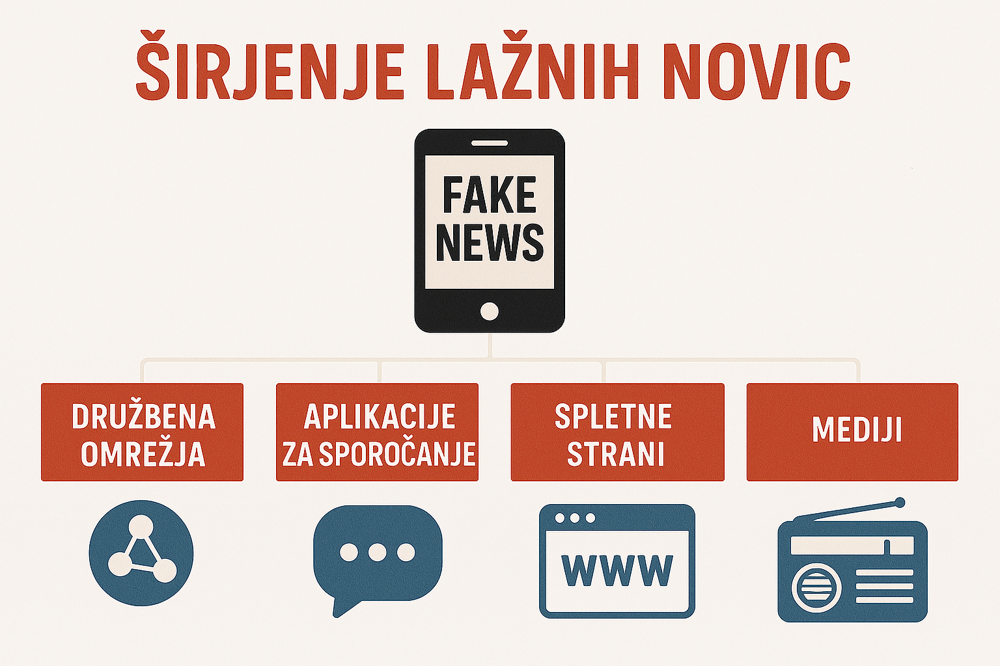 ŠIRJENJE LAŽNIH NOVIC
FAKE
NEWS
DRUŽBENA
OMREŽJA
APLIKACIJE
ZA SPOROČANJE
SPLETNE
STRANI
MEDIJI
WWW